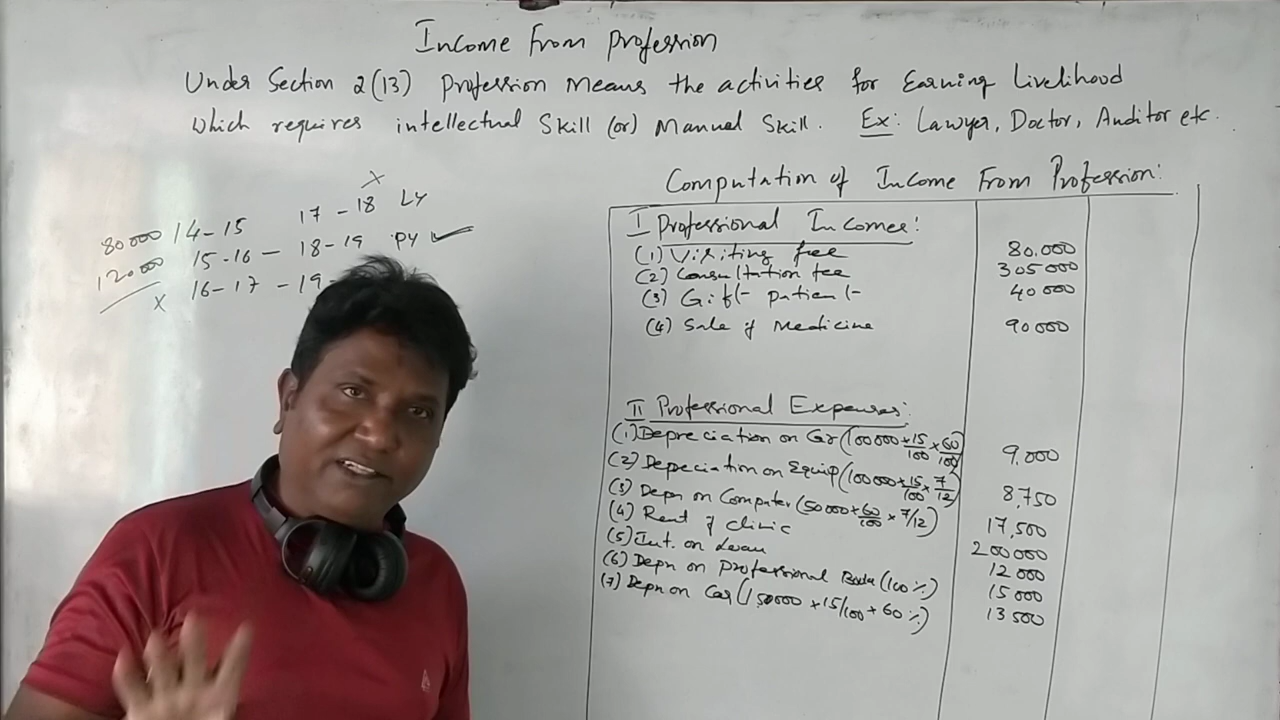 Income From Profession
Under Section 2(13) Profession Means the activities for Earning Livelihood
Which requires intellectual Skill (or) Manual Skill. Ex: Lawyer, Doctor, Auditor etc.
X
80000 14-15 17-18 LY
120000 15-16 - 18-19 PY ✓
X 16-17 - 19-
Computation of Income From Profession:
I Professional Incomes:
(1) Visiting fee 80,000
(2) Consultation fee 305000
(3) Gift - patient - 40000
(4) Sale of Medicine 90000
II Professional Expenses:
(1) Depreciation on Car (100000 × 15/100 × 60/100) 9,000
(2) Depreciation on Equip (100000 × 15/100 × 7/12) 8,750
(3) Depn on Computer (50000 × 60/100 × 7/12) 17,500
(4) Rent of clinic 200000
(5) Int. on Loan 12000
(6) Depn on Professional Books (100%) 15000
(7) Depn on Car (150000 × 15/100 × 60%) 13500